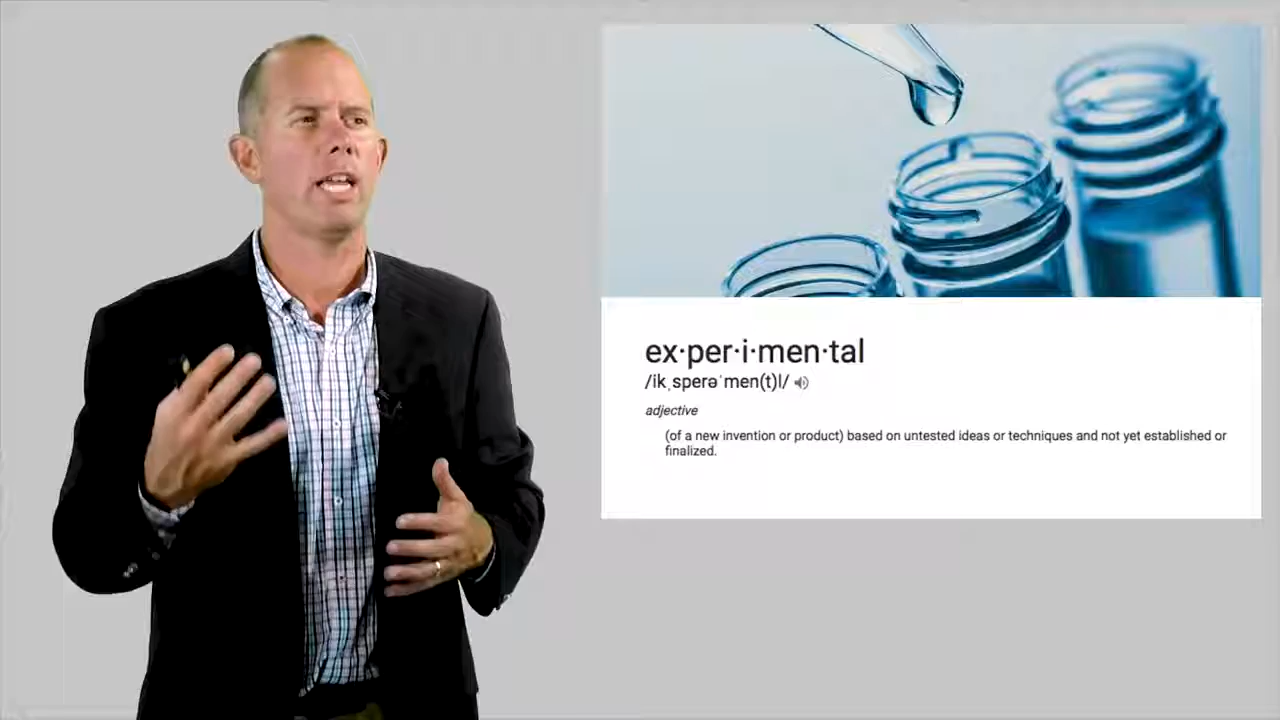 ex·per·i·men·tal
/ikˌsperəˈmen(t)l/
adjective
(of a new invention or product) based on untested ideas or techniques and not yet established or
finalized.